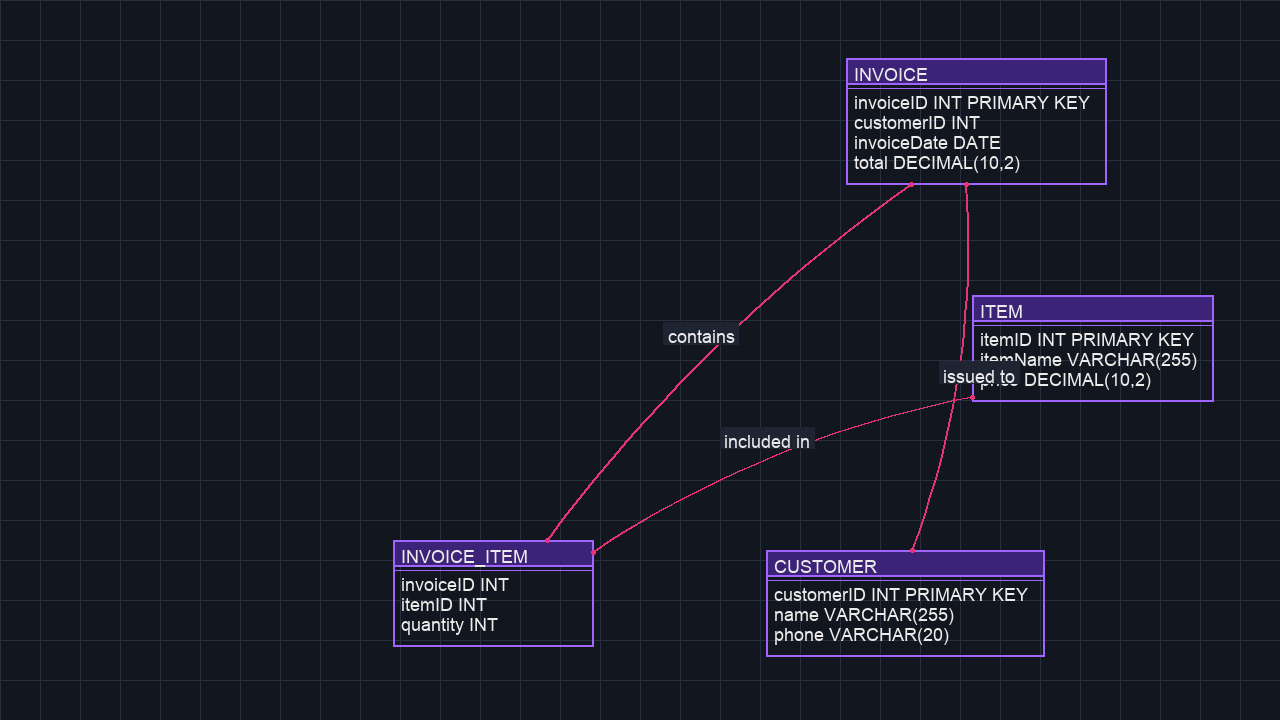 INVOICE
invoiceID INT PRIMARY KEY
customerID INT
invoiceDate DATE
total DECIMAL(10,2)
ITEM
itemID INT PRIMARY KEY
itemName VARCHAR(255)
DECIMAL(10,2)
issued to
contains
included in
INVOICE_ITEM
invoiceID INT
itemID INT
quantity INT
CUSTOMER
customerID INT PRIMARY KEY
name VARCHAR(255)
phone VARCHAR(20)